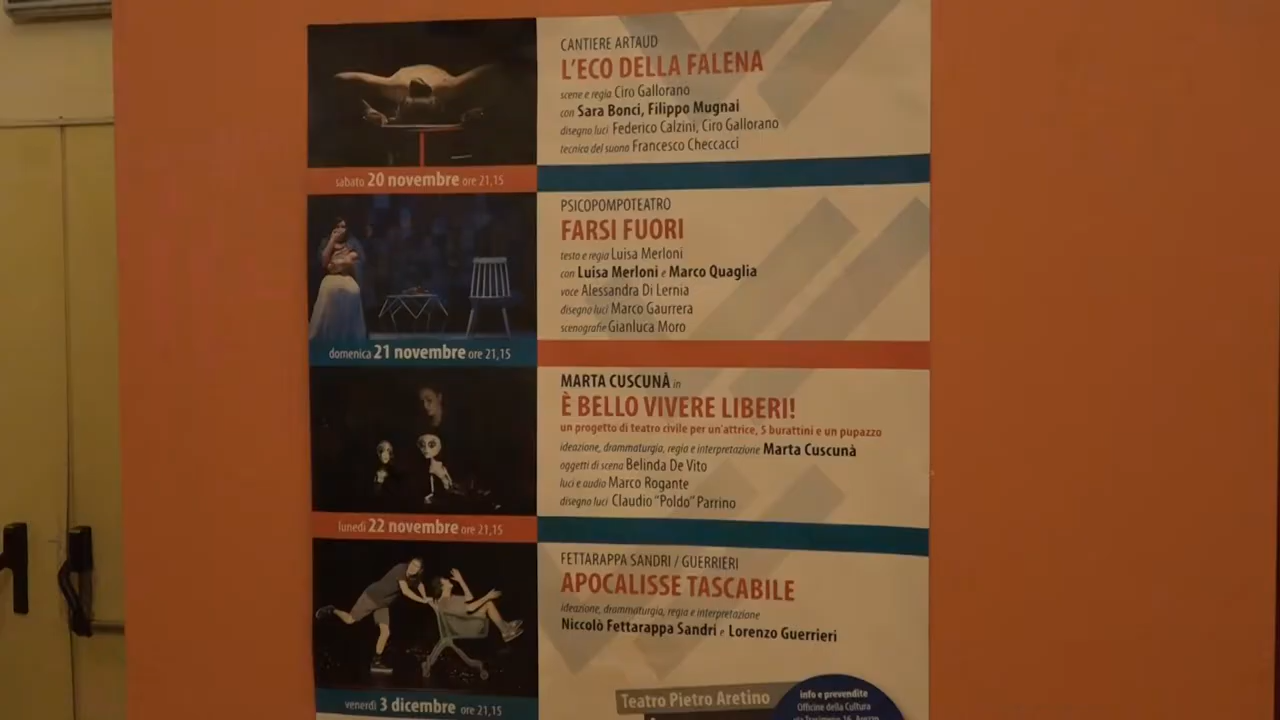 CANTIERE ARTAUD
L'ECO DELLA FALENA
scene e regia Ciro Gallorano
con Sara Bonci, Filippo Mugnai
disegno luci Federico Calzini, Ciro Gallorano
tecnica del suono Francesco Checcacci
sabato 20 novembre ore 21,15
PSICOPOMPOTEATRO
FARSI FUORI
testo e regia Luisa Merloni
con Luisa Merloni e Marco Quaglia
voce Alessandra Di Lernia
disegno luci Marco Gaurrera
scenografie Gianluca Moro
domenica 21 novembre ore 21,15
MARTA CUSCUNÀ in
È BELLO VIVERE LIBERI!
un progetto di teatro civile per un'attrice, 5 burattini e un pupazzo
ideazione, drammaturgia, regia e interpretazione Marta Cuscunà
oggetti di scena Belinda De Vito
luci e audio Marco Rogante
disegno luci Claudio "Poldo" Parrino
lunedì 22 novembre ore 21,15
FETTARAPPA SANDRI / GUERRIERI
APOCALISSE TASCABILE
ideazione, drammaturgia, regia e interpretazione
Niccolò Fettarappa Sandri e Lorenzo Guerrieri
venerdì 3 dicembre ore 21,15
Teatro Pietro Aretino
info e prevendite
Officine della Cultura